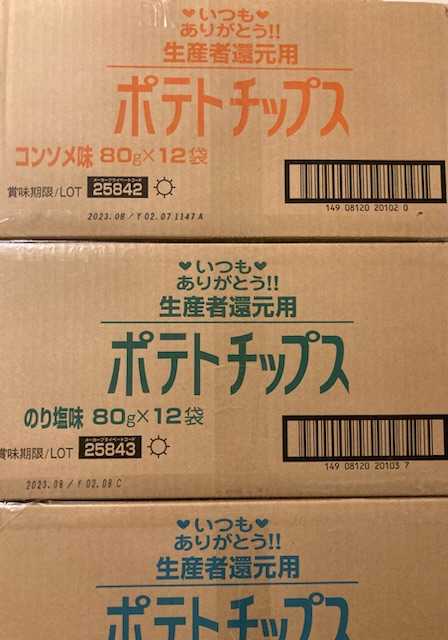 ♥いつも♥
ありがとう!!
生産者還元用
ポテトチップス
コンソメ味 80g×12袋
賞味期限/LOT メーカープライベートコード 25842
2023.08/Y02.071147A
149 08120 20102 0
♥いつも♥
ありがとう!!
生産者還元用
ポテトチップス
のり塩味 80g×12袋
賞味期限/LOT メーカープライベートコード 25843
2023.08/Y02.08C
149 08120 20103 7
♥いつも♥
ありがとう!!
生産者還元用
ポテトチップス